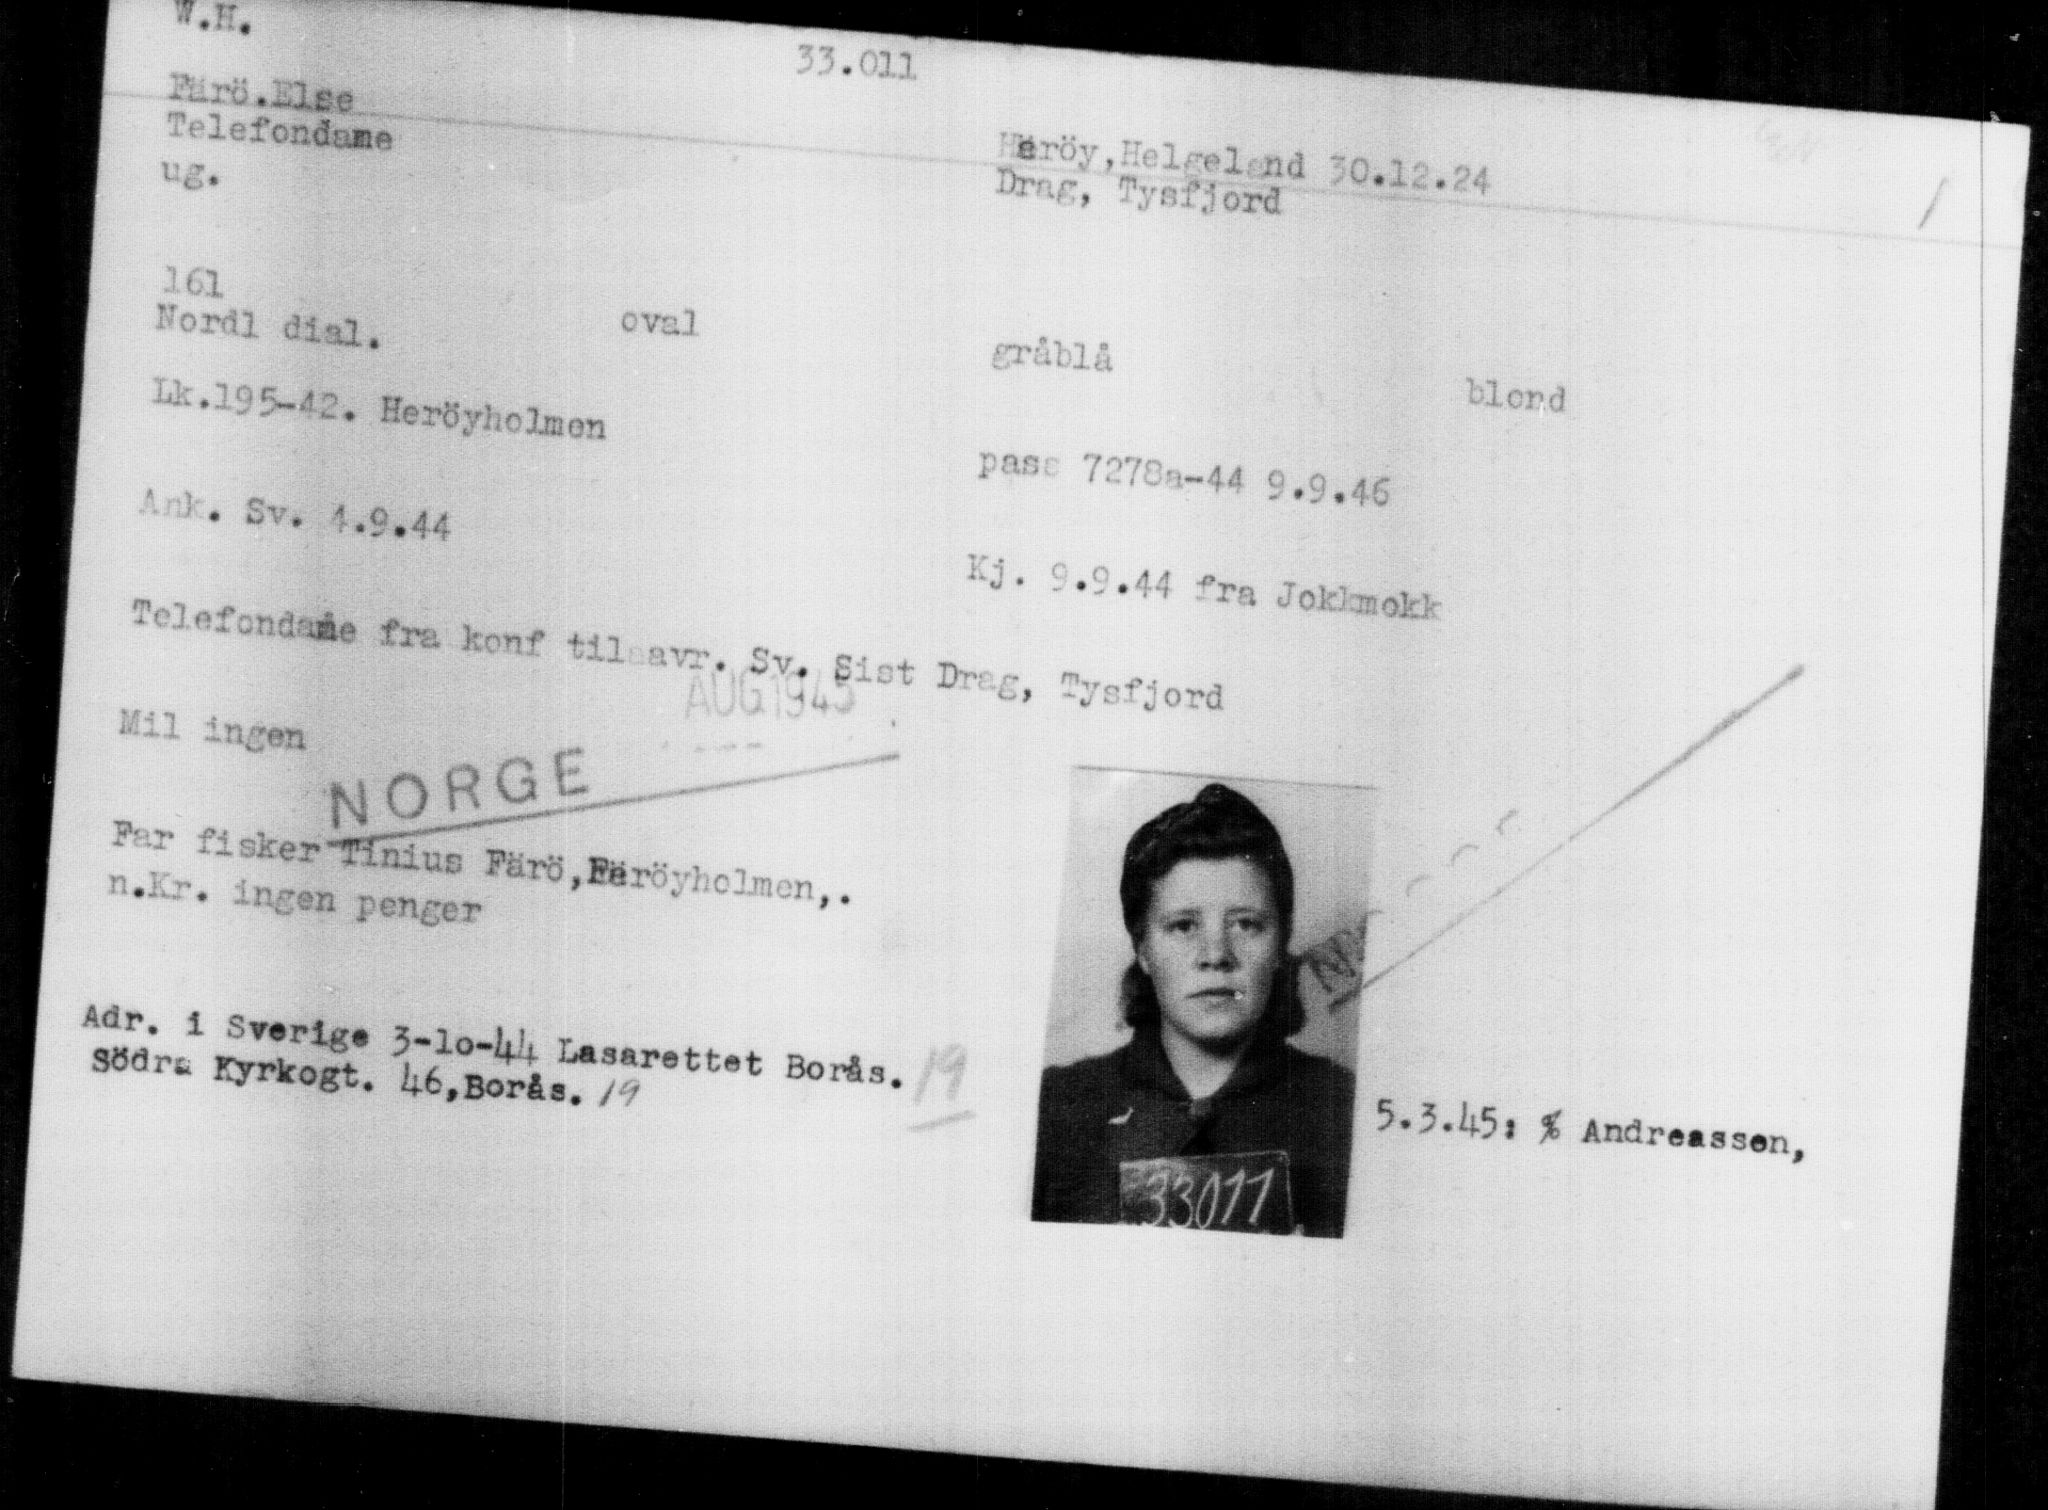 W.H.
33.011
Färö.Else
Telefondame
ug.
Heröy,Helgeland 30.12.24
Drag, Tysfjord
161
Nordl dial.
oval
gråblå
blond
Lk.195-42. Heröyholmen
pass 7278a-44 9.9.46
Ank. Sv. 4.9.44
Kj. 9.9.44 fra Jokkmokk
Telefondame fra konf til avr. Sv. Sist Drag, Tysfjord
AUG 1945
Mil ingen
NORGE
Far fisker Tinius Färö, Heröyholmen,.
n.Kr. ingen penger
Adr. i Sverige 3-10-44 Lasarettet Borås. 19
Södra Kyrkogt. 46,Borås. 19
5.3.45: % Andreassen,
33011